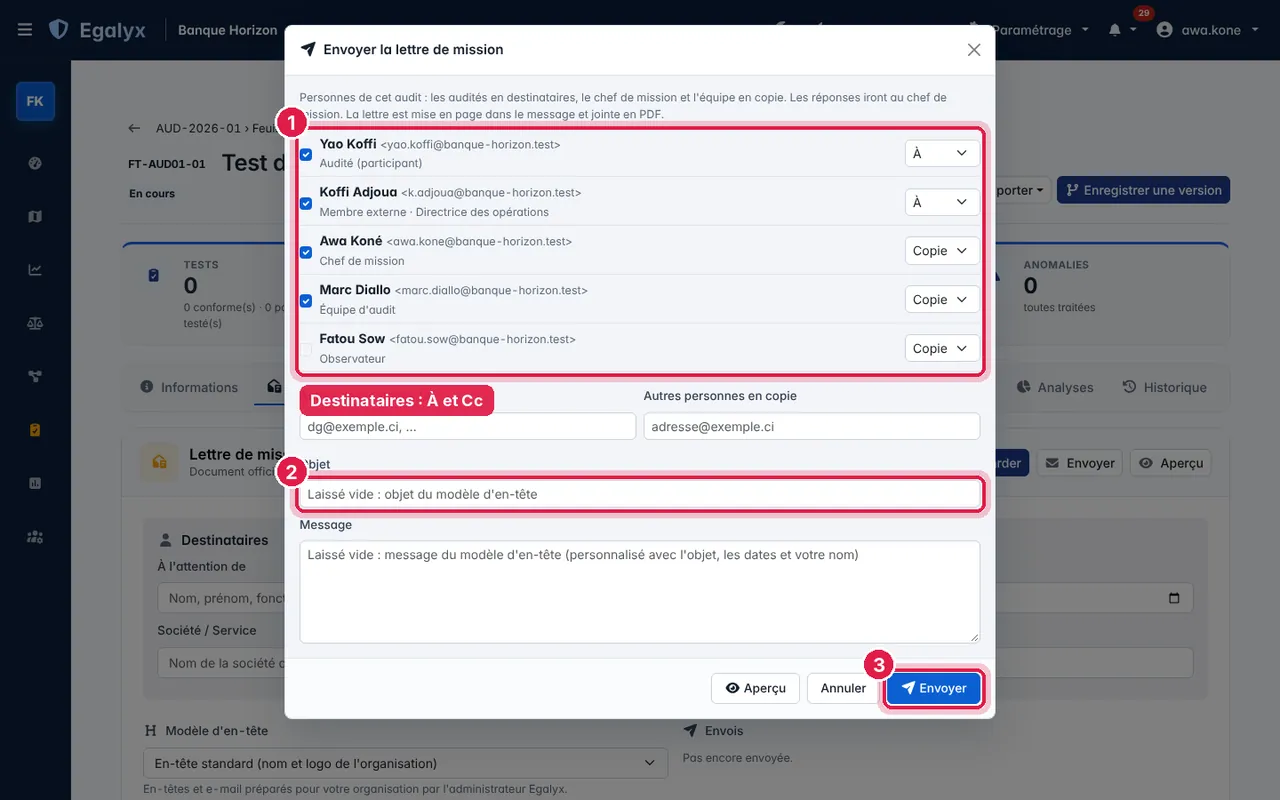 Egalyx
Banque Horizon
Paramétrage
29
awa.kone
FK
AUD-2026-01 ›
FT-AUD01-01
Test
En cours
Enregistrer une version
TESTS
0
0 conforme(s) · 0
testé(s)
ANOMALIES
0
toutes traitées
Informations
Analyses
Historique
Lettre de
Document
Envoyer
Aperçu
Destinataires
À l'attention de
Nom, prénom,
Société / Service
Nom de la société
H Modèle d'en-tête
En-tête standard (nom et logo de l'organisation)
En-têtes et e-mail préparés pour votre organisation par l'administrateur Egalyx.
Envois
Pas encore envoyée.
Envoyer la lettre de mission
Personnes de cet audit : les audités en destinataires, le chef de mission et l'équipe en copie. Les réponses iront au chef de
ission. La lettre est mise en page dans le message et jointe en PDF.
1
Yao Koffi <yao.koffi@banque-horizon.test>
Audité (participant)
À
Koffi Adjoua <k.adjoua@banque-horizon.test>
Membre externe · Directrice des opérations
À
Awa Koné <awa.kone@banque-horizon.test>
Chef de mission
Copie
Marc Diallo <marc.diallo@banque-horizon.test>
Équipe d'audit
Copie
Fatou Sow <fatou.sow@banque-horizon.test>
Observateur
Copie
Destinataires : À et Cc
dg@exemple.ci, ...
Autres personnes en copie
adresse@exemple.ci
2
bjet
Laissé vide : objet du modèle d'en-tête
Message
Laissé vide : message du modèle d'en-tête (personnalisé avec l'objet, les dates et votre nom)
Aperçu
Annuler
3
Envoyer